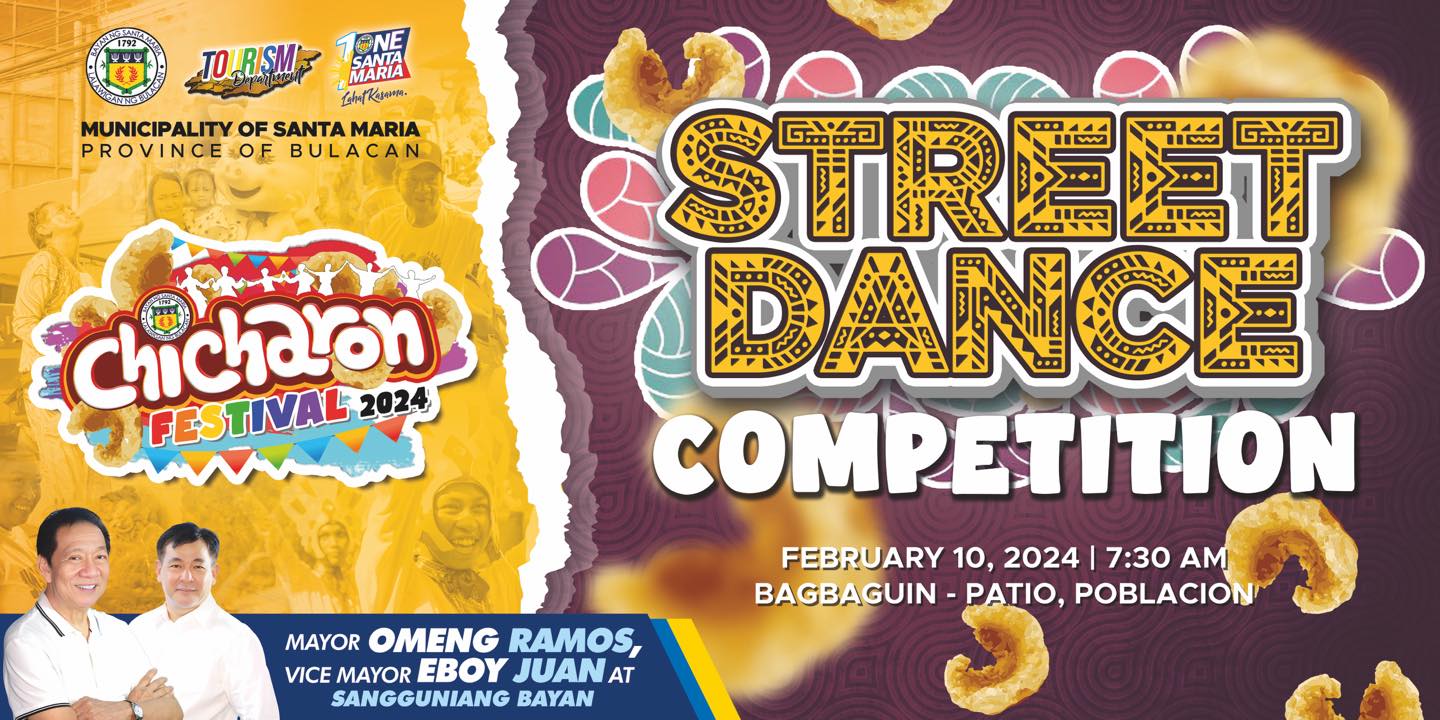 BAYAN NG SANTA MARIA
1792
LALAWIGAN NG BULACAN
TOURISM
Department
1ONE
SANTA
MARIA
Lahat Kasama.
MUNICIPALITY OF SANTA MARIA
PROVINCE OF BULACAN
1792
Chicharon
FESTIVAL 2024
MAYOR OMENG RAMOS,
VICE MAYOR EBOY JUAN AT
SANGGUNIANG BAYAN
STREET
DANCE
COMPETITION
FEBRUARY 10, 2024 | 7:30 AM
BAGBAGUIN - PATIO, POBLACION